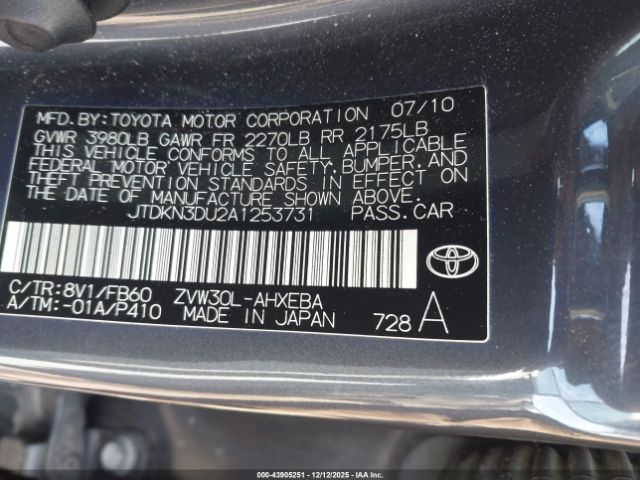 MFD.BY:TOYOTA MOTOR CORPORATION 07/10
GVWR 3980LB GAWR FR 2270LB RR 2175LB
THIS VEHICLE CONFORMS TO ALL APPLICABLE
FEDERAL MOTOR VEHICLE SAFETY,BUMPER,AND
THEFT PREVENTION STANDARDS IN EFFECT ON
THE DATE OF MANUFACTURE SHOWN ABOVE.
JTDKN3DU2A1253731 PASS.CAR
C/TR:8V1/FB60 ZVW30L-AHXEBA
A/TM:-01A/P410 MADE IN JAPAN 728 A
000-43905251 - 12/12/2025 - IAA Inc.